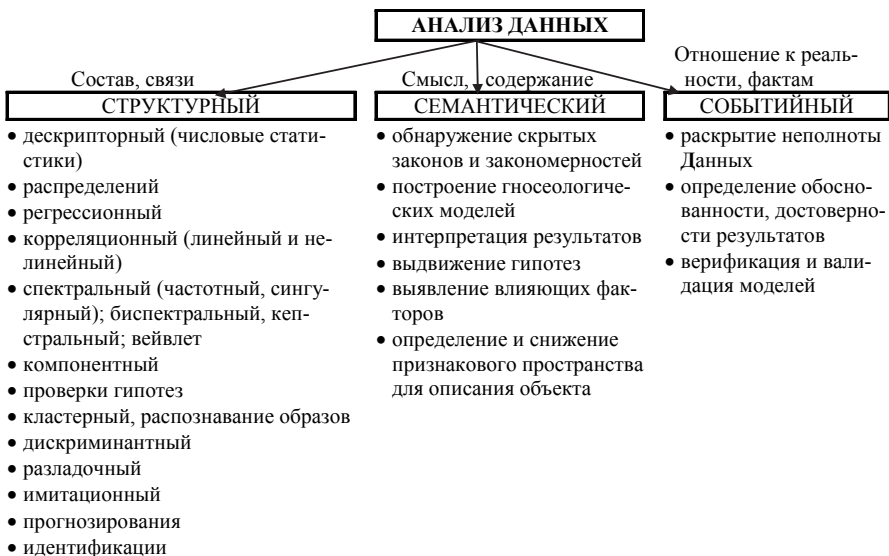 АНАЛИЗ ДАННЫХ
Состав, связи
СТРУКТУРНЫЙ
• дескрипторный (числовые стати-
стики)
• распределений
• регрессионный
• корреляционный (линейный и не-
линейный)
• спектральный (частотный, сингу-
лярный); биспектральный, кеп-
стральный; вейвлет
• компонентный
• проверки гипотез
• кластерный, распознавание образов
• дискриминантный
• разладочный
• имитационный
• прогнозирования
• идентификации
Смысл, содержание
СЕМАНТИЧЕСКИЙ
• обнаружение скрытых
законов и закономерностей
• построение гносеологиче-
ских моделей
• интерпретация результатов
• выдвижение гипотез
• выявление влияющих фак-
торов
• определение и снижение
признакового пространства
для описания объекта
Отношение к реаль-
ности, фактам
СОБЫТИЙНЫЙ
• раскрытие неполноты
Данных
• определение обосно-
ванности, достоверно-
сти результатов
• верификация и вали-
дация моделей